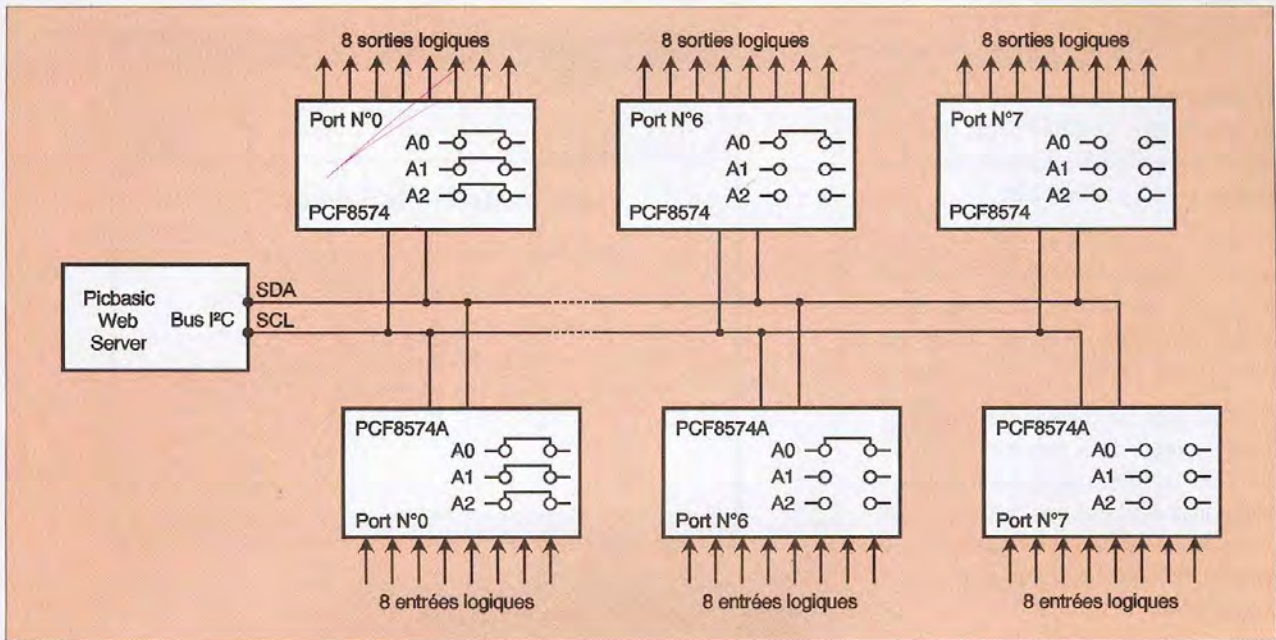 8 sorties logiques
8 sorties logiques
8 sorties logiques
Port N°0
A0
A1
A2
PCF8574
Port N°6
A0
A1
A2
PCF8574
Port N°7
A0
A1
A2
PCF8574
Picbasic
Web
Server
Bus I²C
SDA
SCL
PCF8574A
A0
A1
A2
Port N°0
PCF8574A
A0
A1
A2
Port N°6
PCF8574A
A0
A1
A2
Port N°7
8 entrées logiques
8 entrées logiques
8 entrées logiques